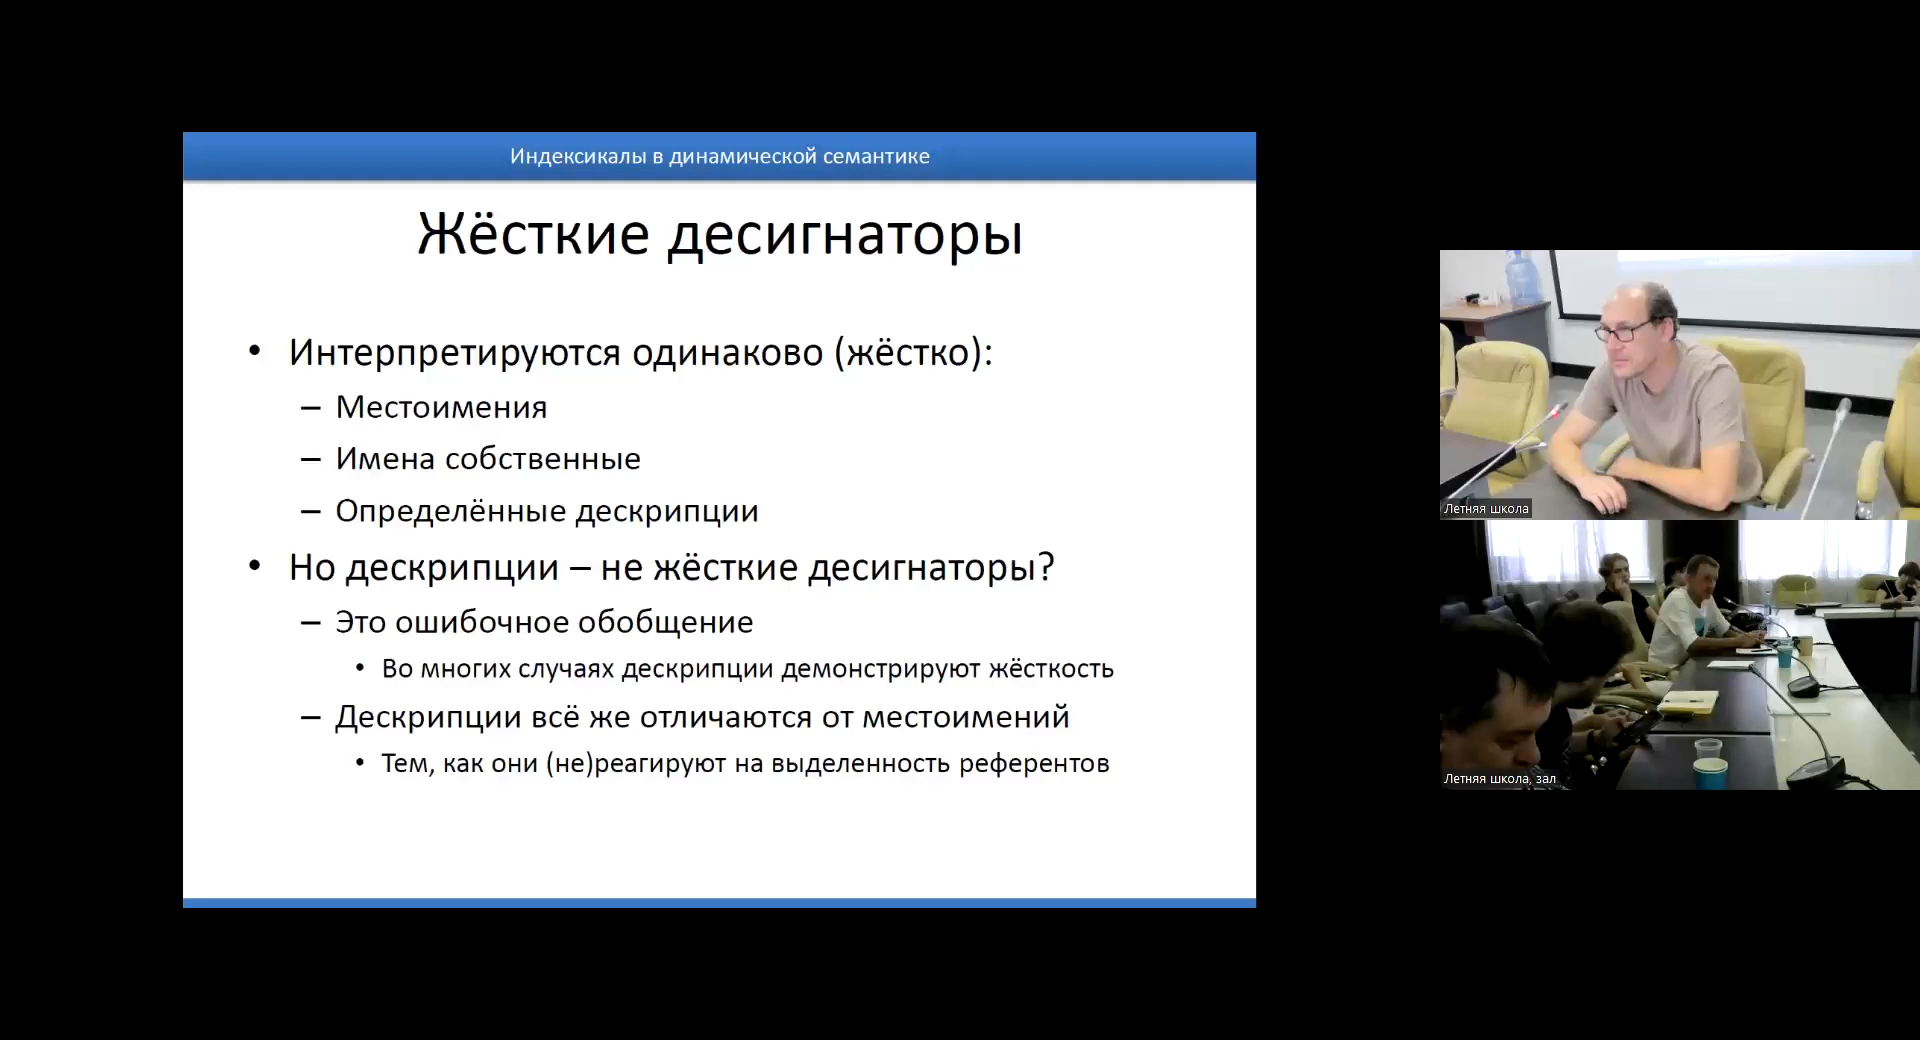 Индексикалы в динамической семантике
Жёсткие десигнаторы
• Интерпретируются одинаково (жёстко):
– Местоимения
– Имена собственные
– Определённые дескрипции
• Но дескрипции – не жёсткие десигнаторы?
– Это ошибочное обобщение
• Во многих случаях дескрипции демонстрируют жёсткость
– Дескрипции всё же отличаются от местоимений
• Тем, как они (не)реагируют на выделенность референтов
Летняя школа
Летняя школа, зал